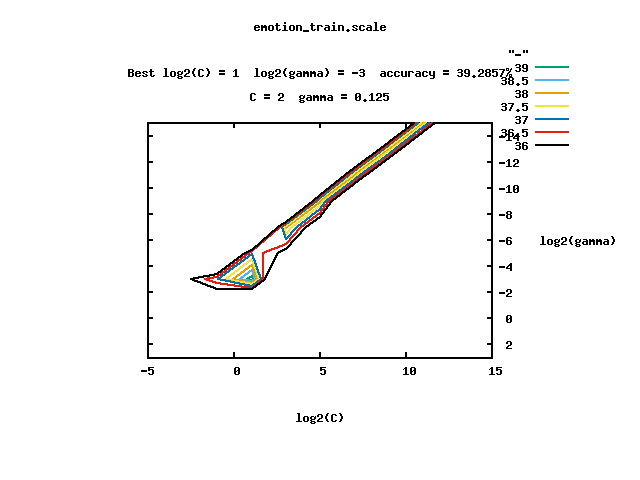 emotion_train.scale
"_"
Best log2(C) = 1  log2(gamma) = -3  accuracy = 39.2857%
C = 2  gamma = 0.125
39
38.5
38
37.5
37
36.5
36
-14
-12
-10
-8
-6
-4
-2
0
2
log2(gamma)
-5 0 5 10 15
log2(C)